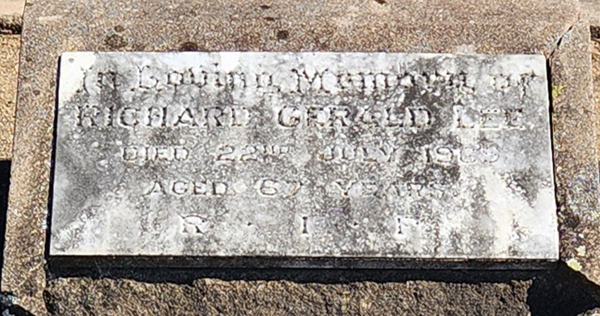 In Loving Memory of
RICHARD GERALD LEE
DIED 22ND JULY
AGED 67 YEARS
R · I · P